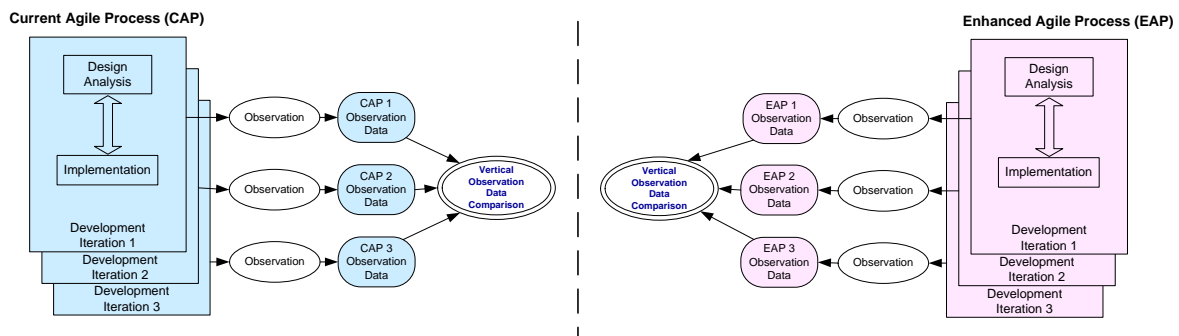 Current Agile Process (CAP)
Design
Analysis
Implementation
Development
Iteration 1
Development
Iteration 2
Development
Iteration 3
Observation
Observation
Observation
CAP 1
Observation
Data
CAP 2
Observation
Data
CAP 3
Observation
Data
Vertical
Observation
Data
Comparison
Enhanced Agile Process (EAP)
Vertical
Observation
Data
Comparison
EAP 1
Observation
Data
EAP 2
Observation
Data
EAP 3
Observation
Data
Observation
Observation
Observation
Design
Analysis
Implementation
Development
Iteration 1
Development
Iteration 2
Development
Iteration 3